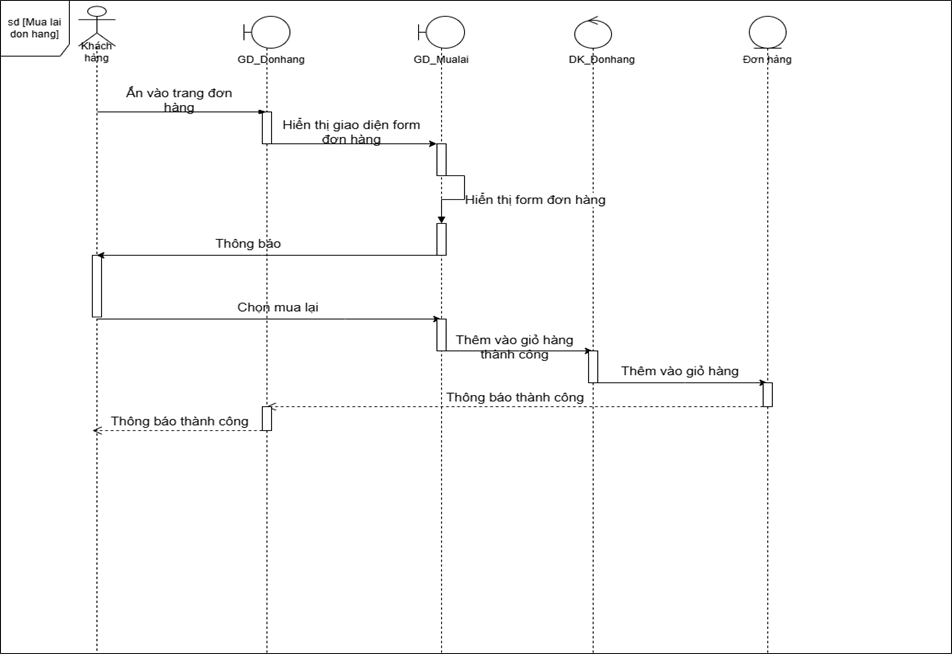 sd [Mua lai
don hang]
Khách
hàng
GD_Donhang
GD_Mualai
DK_Donhang
Đơn hàng
Ấn vào trang đơn
hàng
Hiển thị giao diện form
đơn hàng
Hiển thị form đơn hàng
Thông báo
Chọn mua lại
Thêm vào giỏ hàng
thành công
Thêm vào giỏ hàng
Thông báo thành công
Thông báo thành công